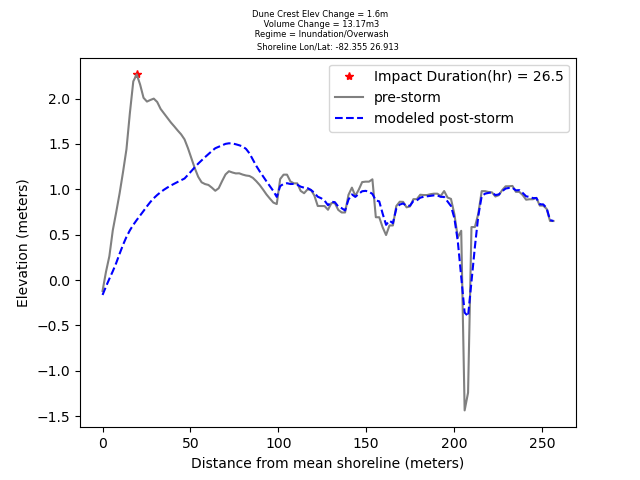 Dune Crest Elev Change = 1.6m
Volume Change = 13.17m3
Regime = Inundation/Overwash
Shoreline Lon/Lat: -82.355 26.913
Impact Duration(hr) = 26.5
pre-storm
modeled post-storm
Elevation (meters)
2.0
1.5
1.0
0.5
0.0
−0.5
−1.0
−1.5
0 50 100 150 200 250
Distance from mean shoreline (meters)